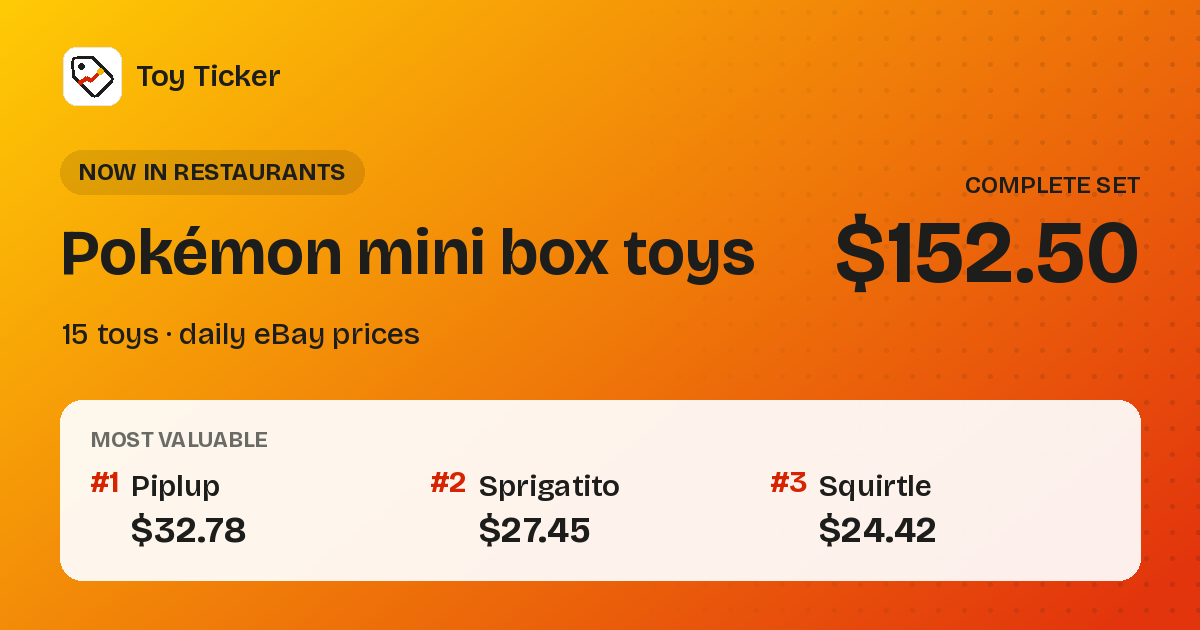 Toy Ticker
NOW IN RESTAURANTS
COMPLETE SET
Pokémon mini box toys
$152.50
15 toys · daily eBay prices
MOST VALUABLE
#1 Piplup
$32.78
#2 Sprigatito
$27.45
#3 Squirtle
$24.42